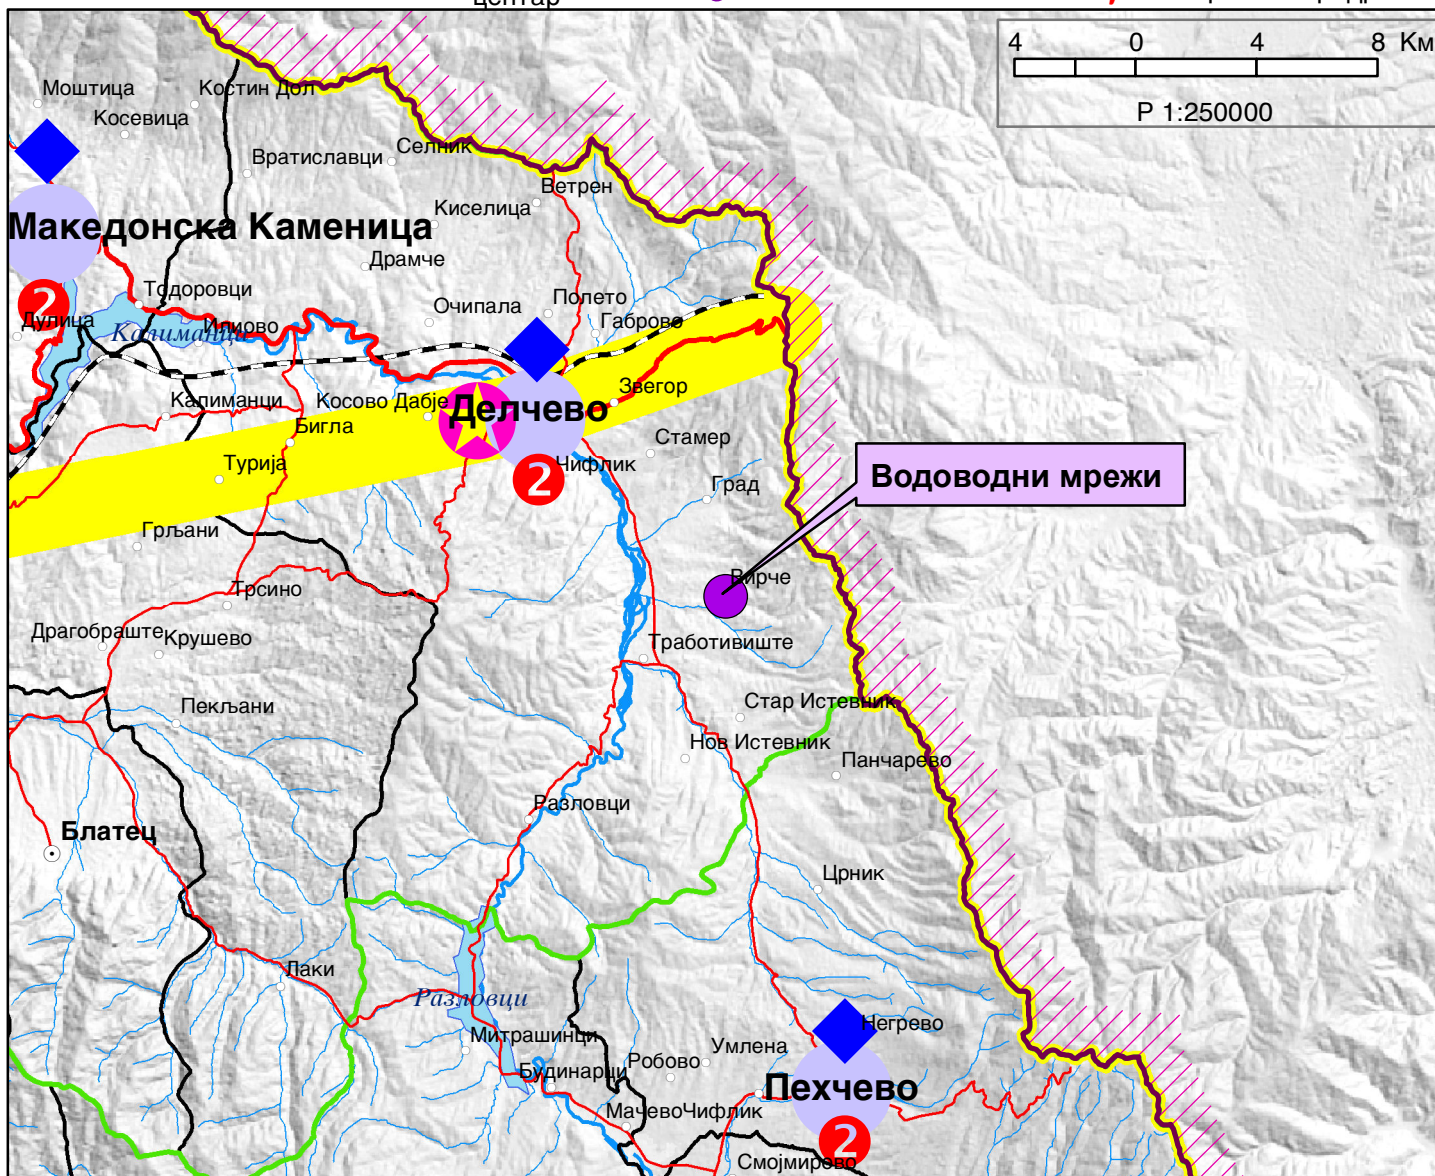 центар
4 0 4 8 Км
Р 1:250000
Моштица
Костин Дол
Косевица
Вратиславци
Селник
Ветрен
Киселица
Македонска Каменица
Драмче
Тодоровци
Очипала
Полето
2
Дулица
Калиманци
Илиово
Габрово
Звегор
Калиманци
Косово Дабје
Делчево
Бигла
Стамер
Турија
Чифлик
2
Град
Водоводни мрежи
Грљани
Вирче
Трсино
Драгобраште
Крушево
Тработивиште
Пекљани
Стар Истевник
Нов Истевник
Панчарево
Разловци
Блатец
Црник
Лаки
Разловци
Негрево
Митрашинци
Умлена
Робово
Будинарци
Пехчево
Мачево
Чифлик
2
Смојмирово